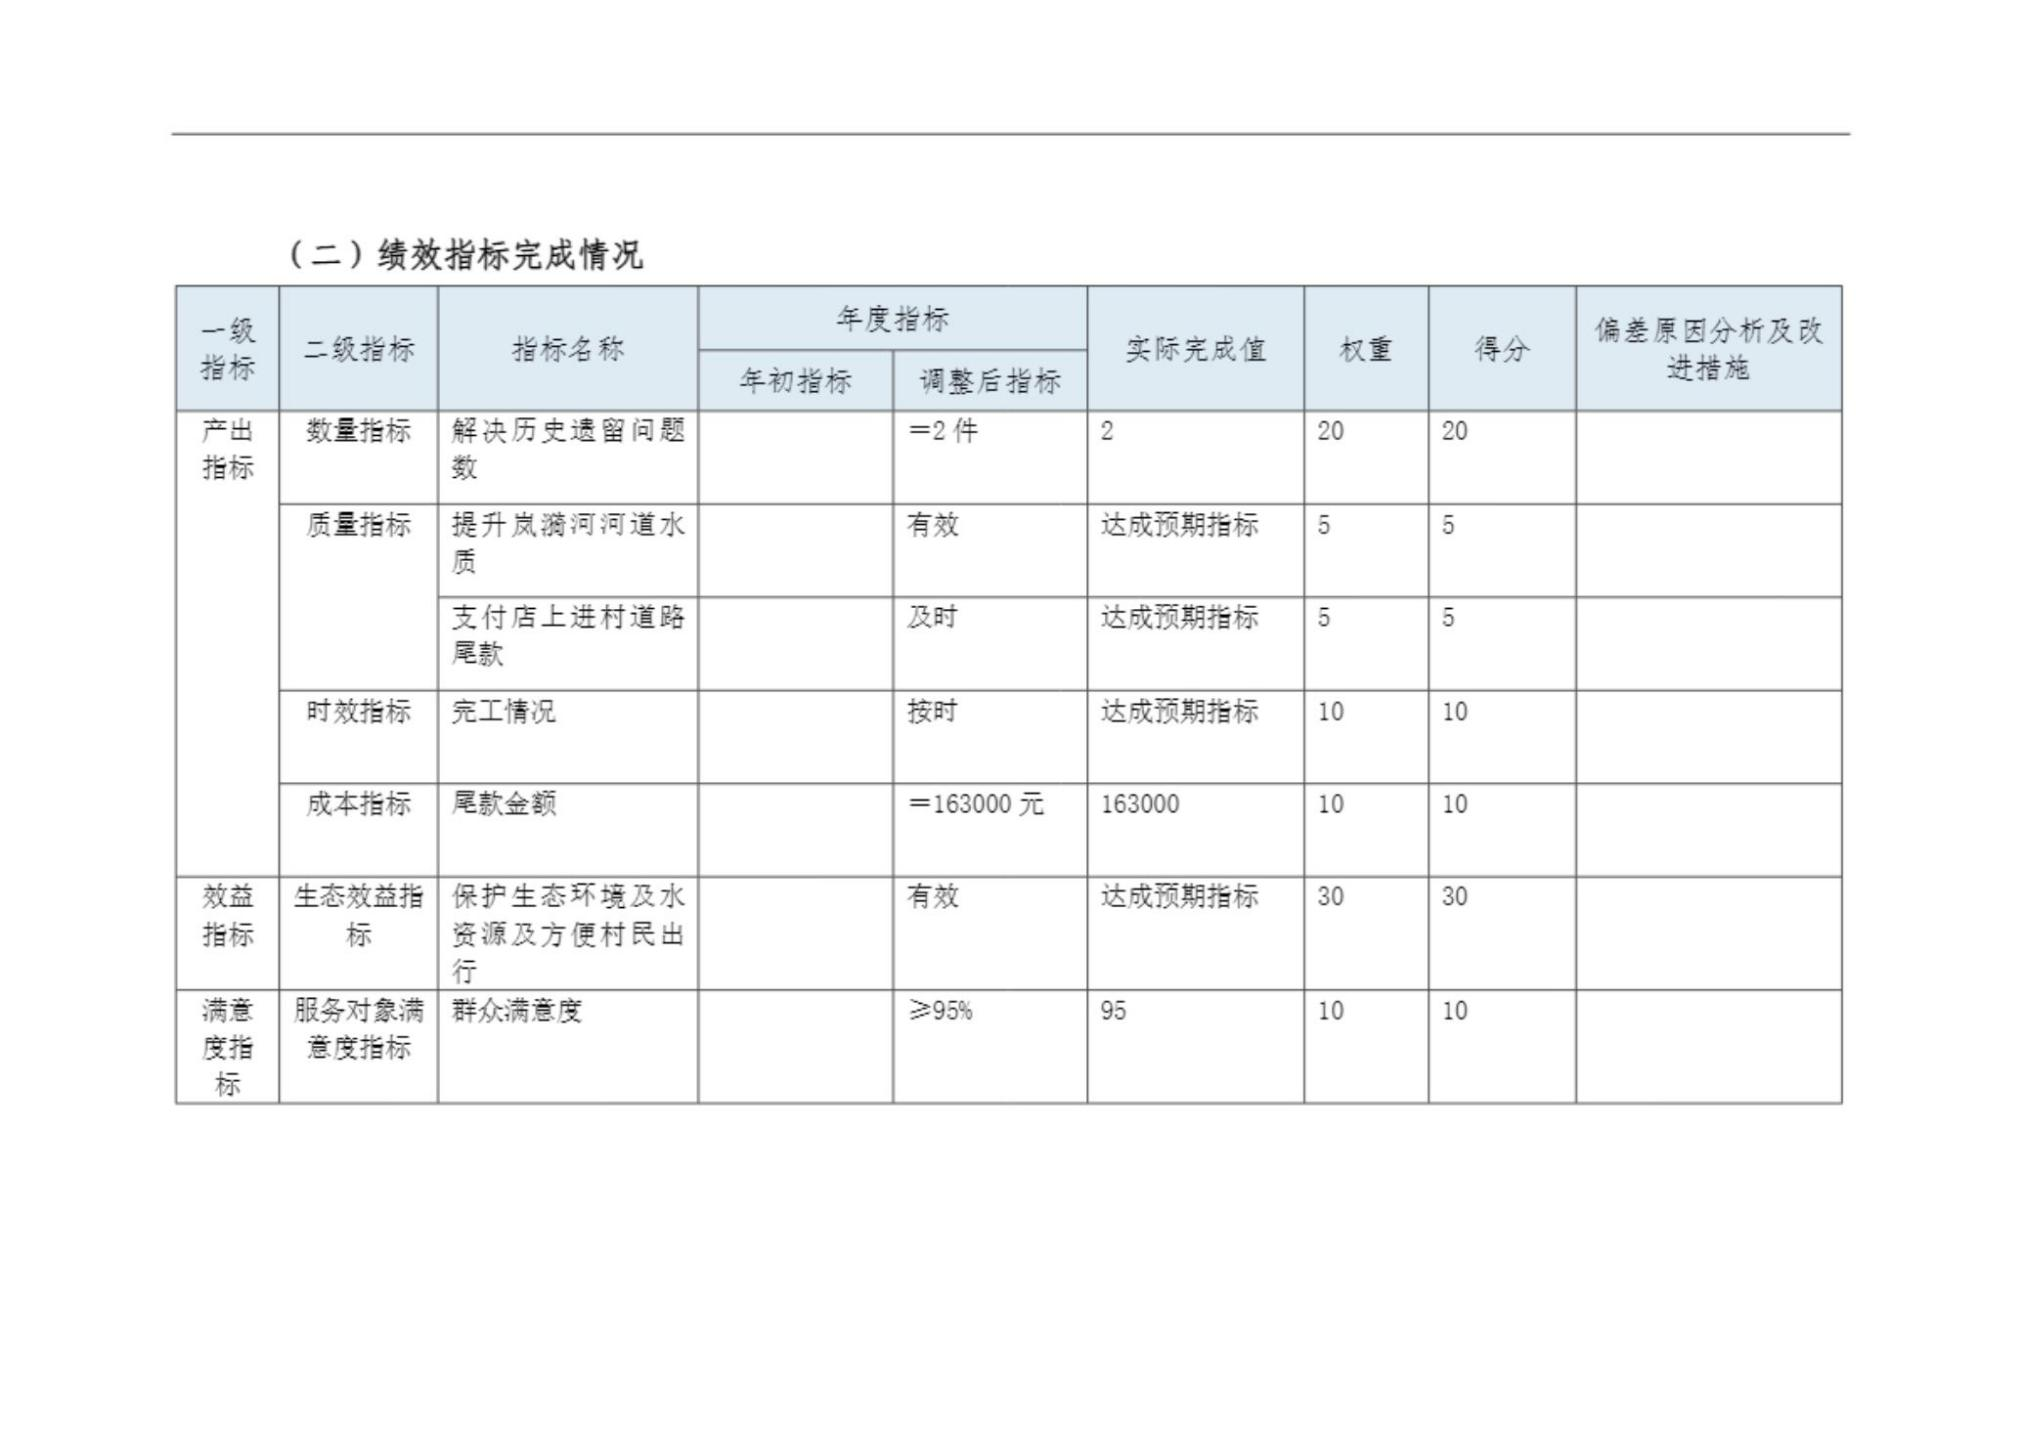 （二）绩效指标完成情况
一级指标 二级指标 指标名称 年度指标 实际完成值 权重 得分 偏差原因分析及改进措施
年初指标 调整后指标
产出指标 数量指标 解决历史遗留问题数 =2 件 2 20 20
质量指标 提升岚漪河河道水质 有效 达成预期指标 5 5
支付店上进村道路尾款 及时 达成预期指标 5 5
时效指标 完工情况 按时 达成预期指标 10 10
成本指标 尾款金额 =163000 元 163000 10 10
效益指标 生态效益指标 保护生态环境及水资源及方便村民出行 有效 达成预期指标 30 30
满意度指标 服务对象满意度指标 群众满意度 ≥95% 95 10 10